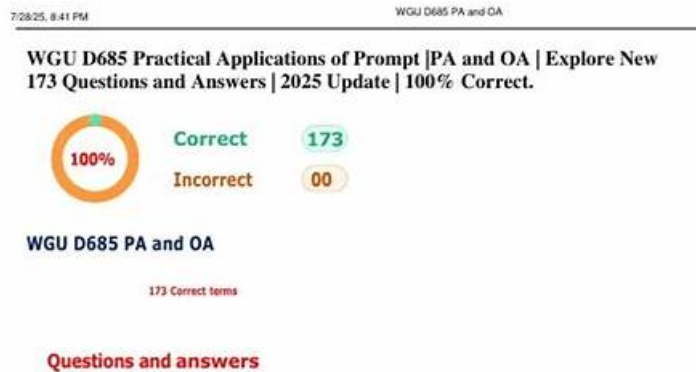 7/28/25, 8:41 PM
WGU D685 PA and OA
WGU D685 Practical Applications of Prompt |PA and OA | Explore New
173 Questions and Answers | 2025 Update | 100% Correct.
100%
Correct 173
Incorrect 00
WGU D685 PA and OA
173 Correct terms
Questions and answers